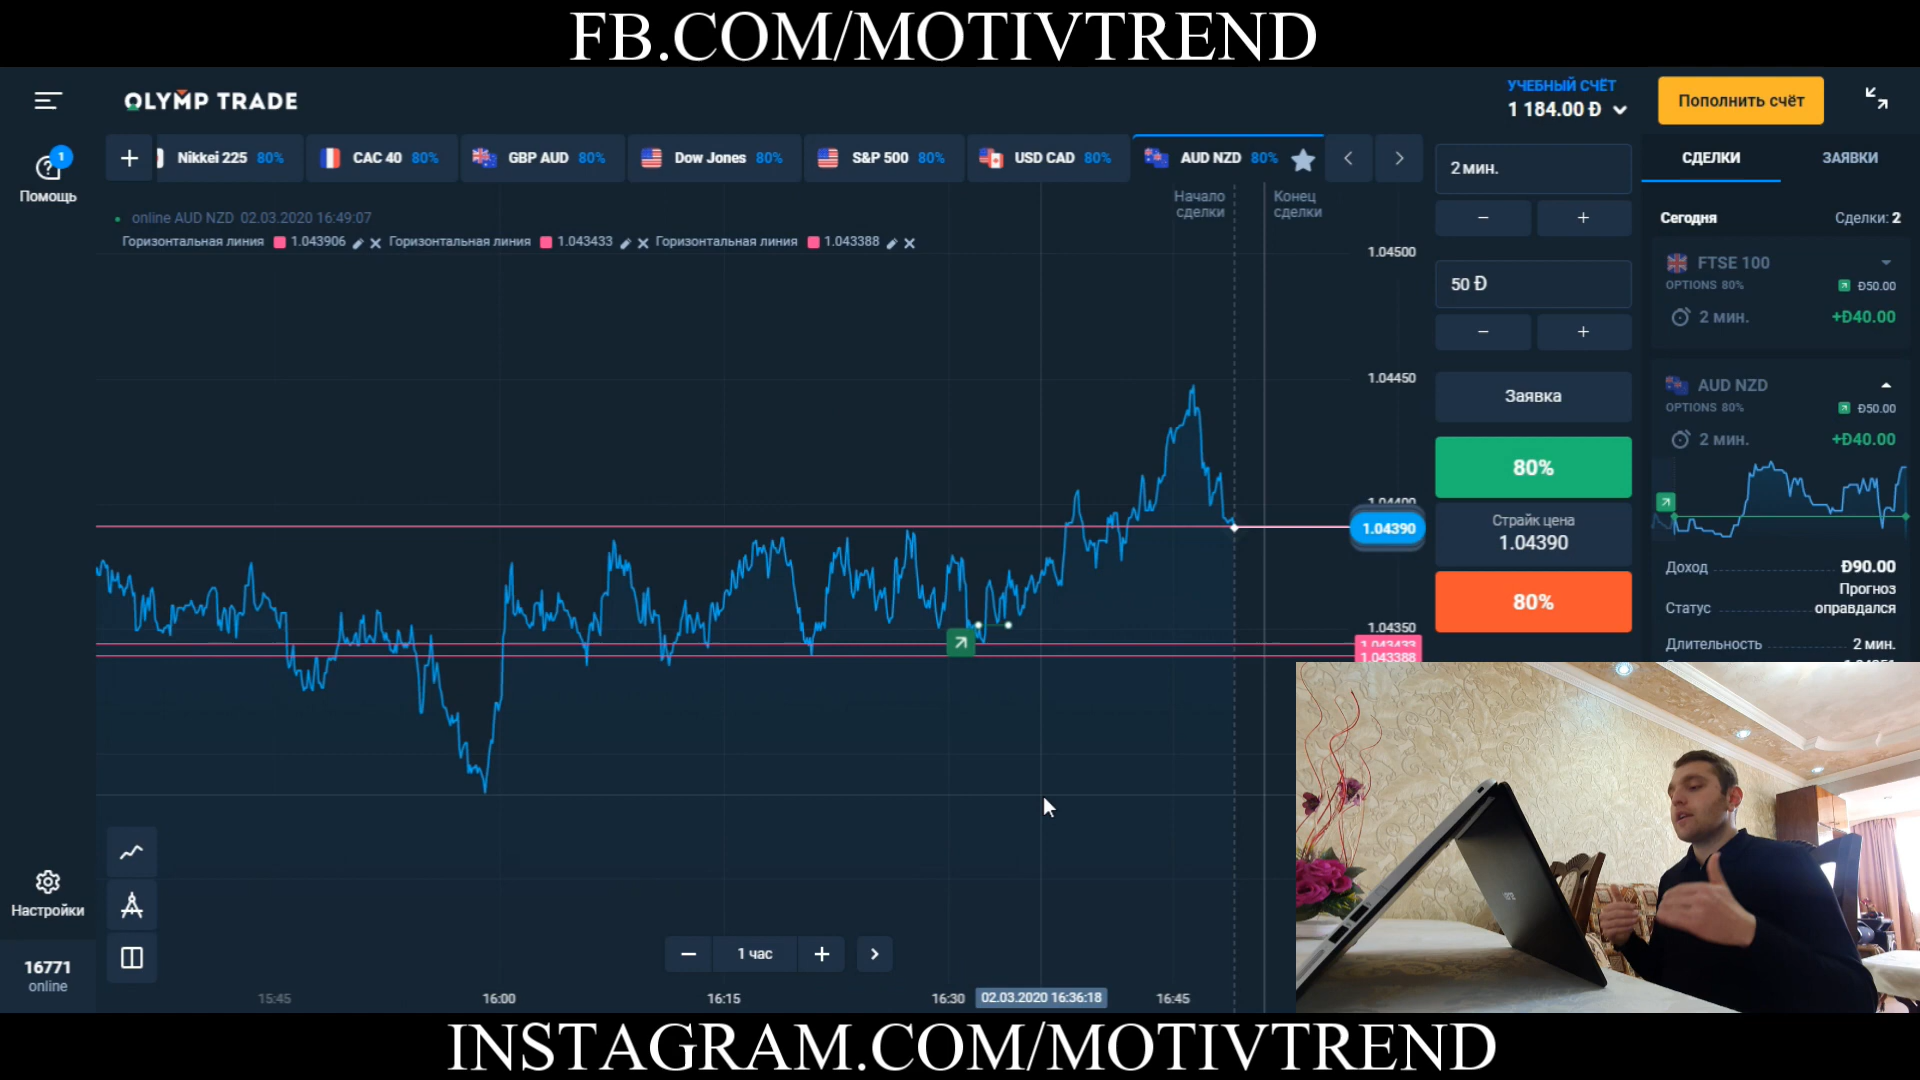 FB.COM/MOTIVTREND
OLYMP TRADE
УЧЕБНЫЙ СЧЁТ
1 184.00 Đ
Пополнить счёт
1
Помощь
Nikkei 225 80%
CAC 40 80%
GBP AUD 80%
Dow Jones 80%
S&P 500 80%
USD CAD 80%
AUD NZD 80%
online AUD NZD 02.03.2020 16:49:07
Горизонтальная линия 1.043906 Горизонтальная линия 1.043433 Горизонтальная линия 1.043388
Начало
сделки
Конец
сделки
1.04500
1.04450
1.04400
1.04390
1.04350
1.043433
1.043388
2 мин.
− +
50 Đ
− +
Заявка
80%
Страйк цена
1.04390
80%
СДЕЛКИ ЗАЯВКИ
Сегодня Сделки: 2
FTSE 100
OPTIONS 80% Đ50.00
2 мин. +Đ40.00
AUD NZD
OPTIONS 80% Đ50.00
2 мин. +Đ40.00
Доход Đ90.00
Статус Прогноз
оправдался
Длительность 2 мин.
Настройки
16771
online
− 1 час +
15:45 16:00 16:15 16:30 02.03.2020 16:36:18 16:45
INSTAGRAM.COM/MOTIVTREND